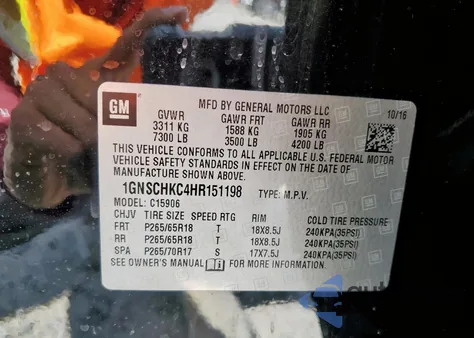 GM
MFD BY GENERAL MOTORS LLC
10/16
GVWR GAWR FRT GAWR RR
3311 KG 1588 KG 1905 KG
7300 LB 3500 LB 4200 LB
THIS VEHICLE CONFORMS TO ALL APPLICABLE U.S. FEDERAL MOTOR
VEHICLE SAFETY STANDARDS IN EFFECT ON THE DATE OF
MANUFACTURE SHOWN ABOVE.
1GNSCHKC4HR151198 TYPE: M.P.V.
MODEL: C15906
CHJV TIRE SIZE SPEED RTG RIM COLD TIRE PRESSURE
FRT P265/65R18 T 18X8.5J 240KPA(35PSI)
RR P265/65R18 T 18X8.5J 240KPA(35PSI)
SPA P265/70R17 S 17X7.5J 240KPA(35PSI)
SEE OWNER'S MANUAL FOR MORE INFORMATION.